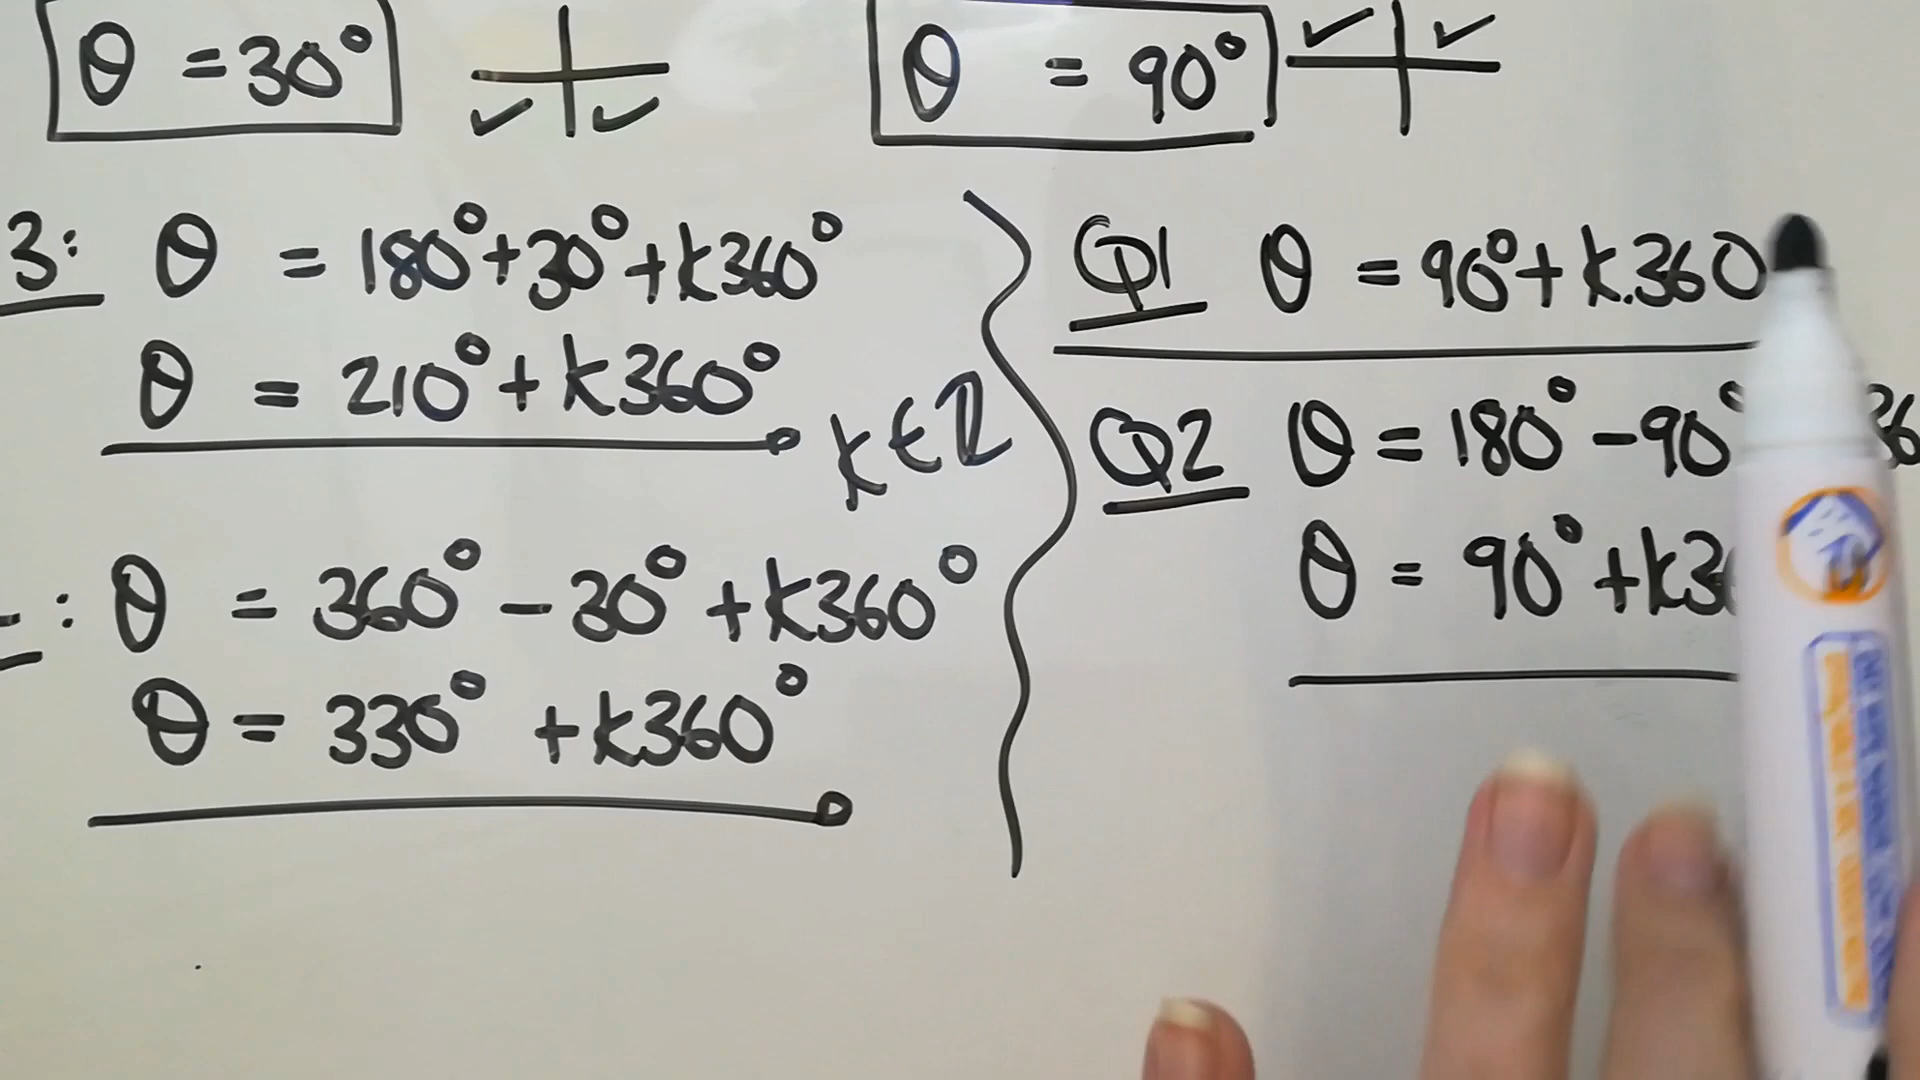 θ = 30°
θ = 90°
3: θ = 180° + 30° + k360°
θ = 210° + k360°
k ∈ Z
: θ = 360° - 30° + k360°
θ = 330° + k360°
Q1 θ = 90° + k.360
Q2 θ = 180° - 90° 36
θ = 90° + k3